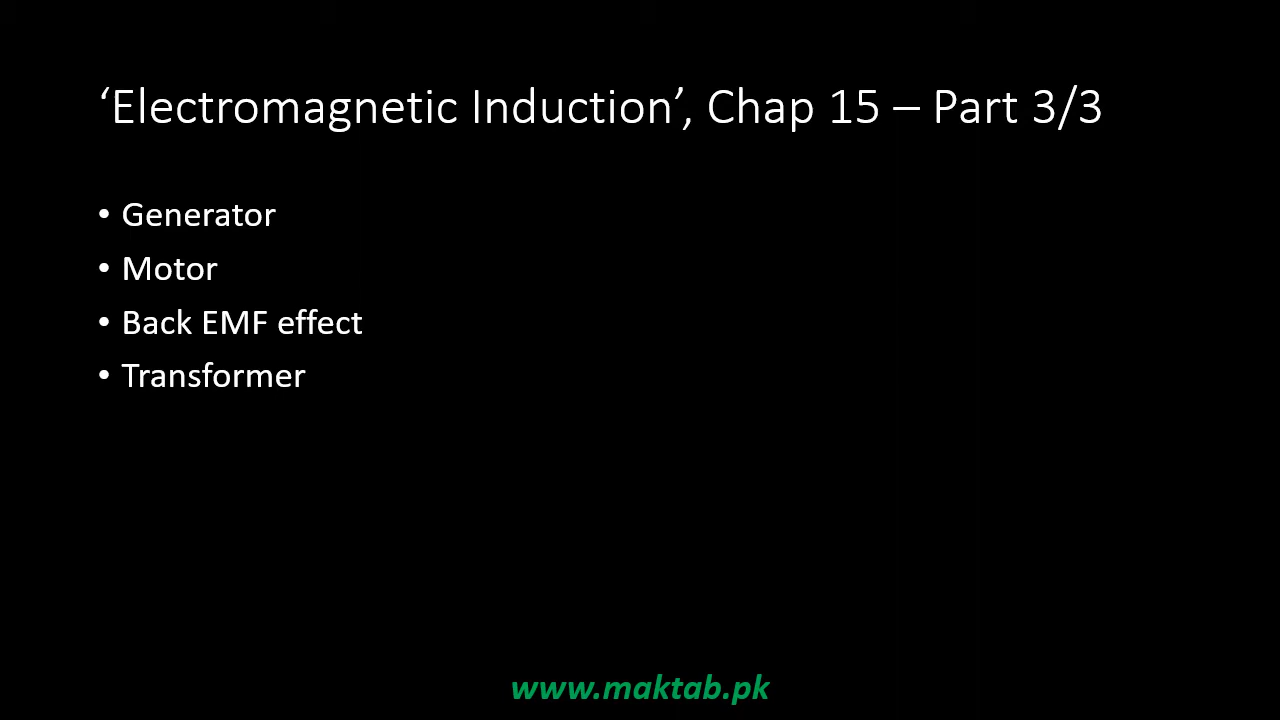 ‘Electromagnetic Induction’, Chap 15 – Part 3/3
• Generator
• Motor
• Back EMF effect
• Transformer
www.maktab.pk